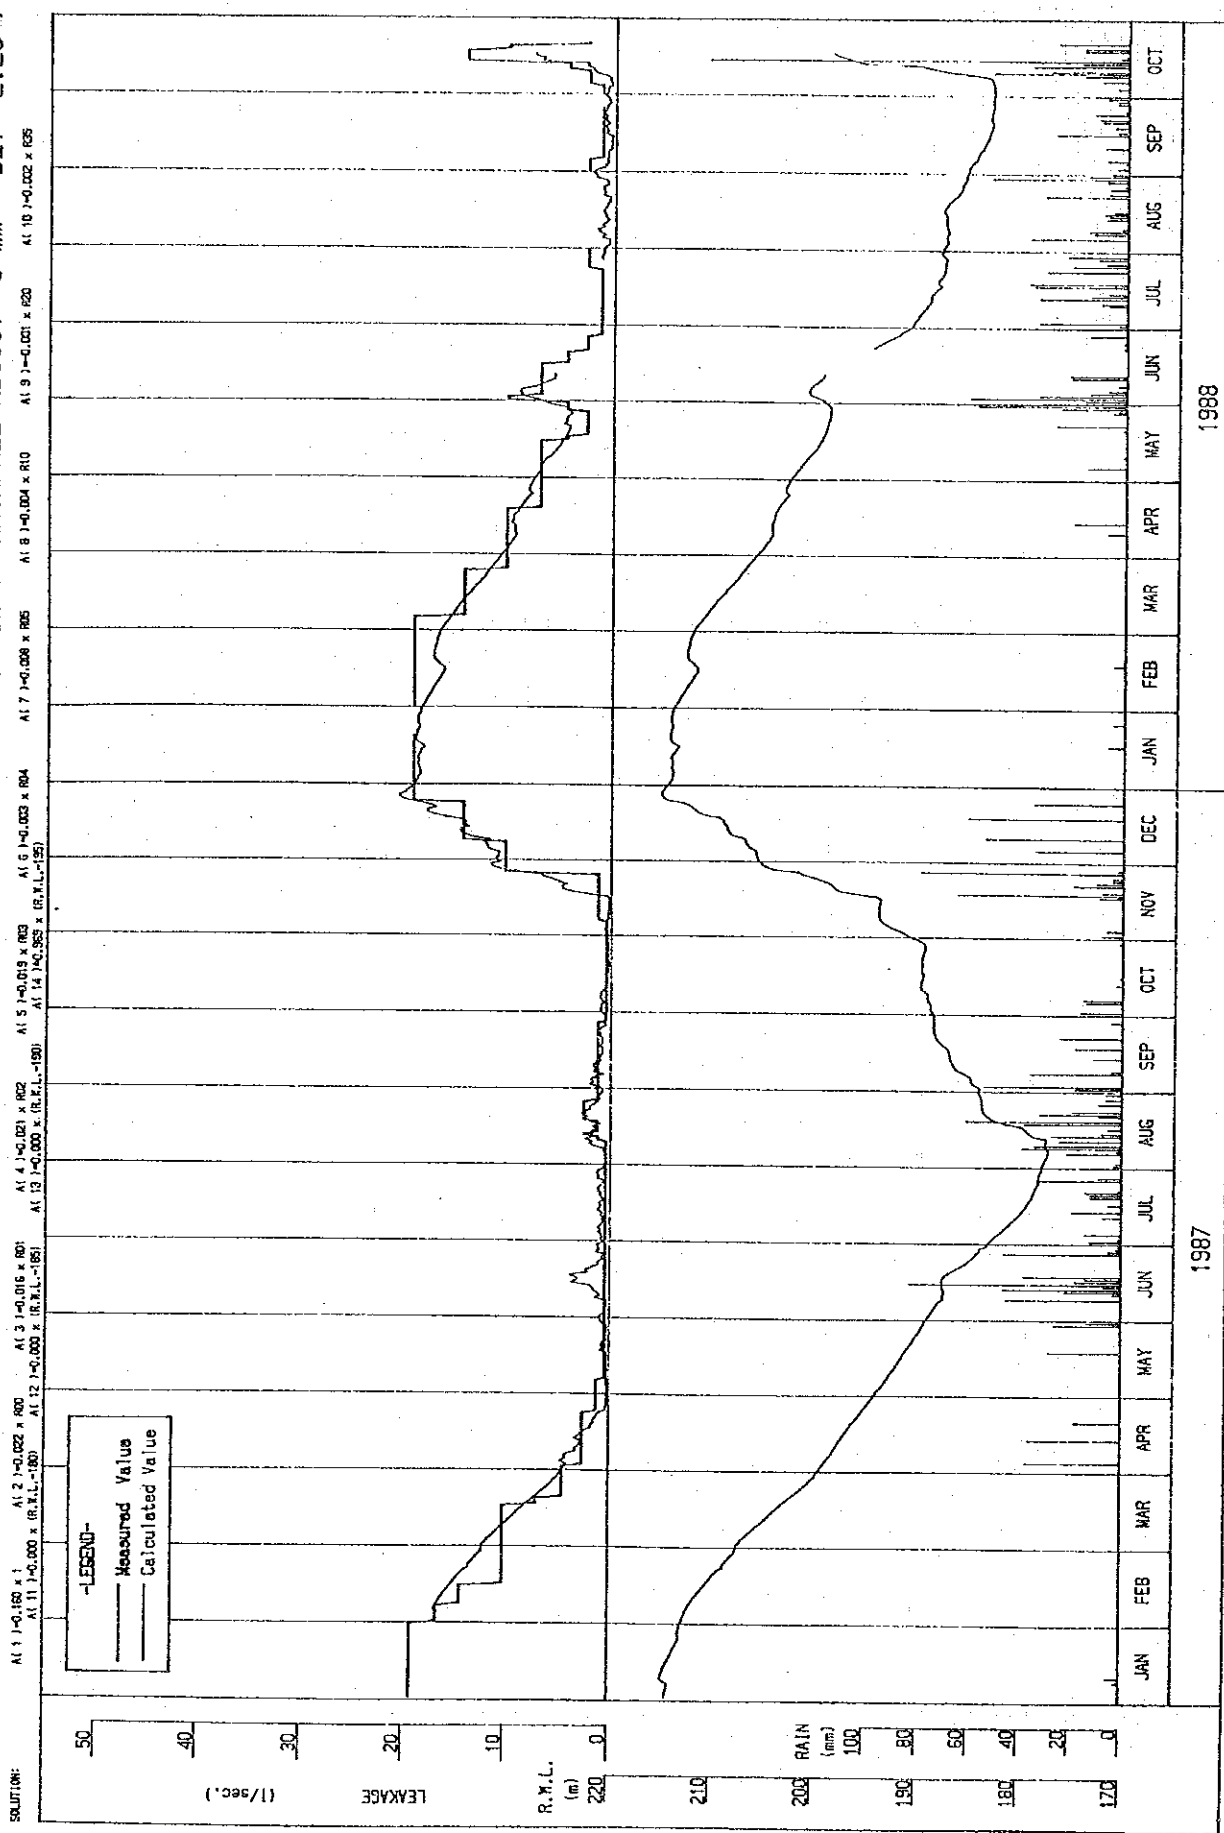 SOLUTION:
A( 1 )=0.160 x 1 A( 2 )=0.022 x R00 A( 3 )=0.016 x R01 A( 4 )=0.021 x R02 A( 5 )=0.019 x R03 A( 6 )=0.003 x R04 A( 7 )=0.008 x R05 A( 8 )=0.004 x R10 A( 9 )=-0.001 x R20 A( 10 )=0.002 x R35
A( 11 )=0.000 x (R.W.L.-180) A( 12 )=0.000 x (R.W.L.-185) A( 13 )=0.000 x (R.W.L.-190) A( 14 )=0.969 x (R.W.L.-195)
-LEGEND-
Measured Value
Calculated Value
LEAKAGE
(l/sec.)
50
40
30
20
10
0
R.W.L.
(m)
220
210
200
190
180
170
RAIN
(mm)
100
80
60
40
20
0
JAN FEB MAR APR MAY JUN JUL AUG SEP OCT NOV DEC JAN FEB MAR APR MAY JUN JUL AUG SEP OCT
1987 1988